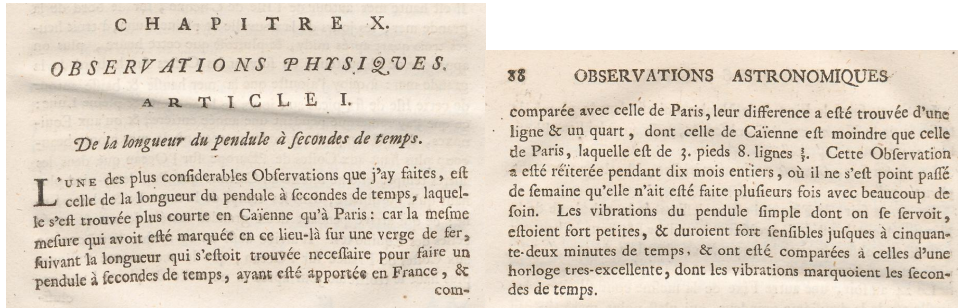 CHAPITRE X.
OBSERVATIONS PHYSIQUES.
ARTICLE I.
De la longueur du pendule à ſecondes de temps.
L'UNE des plus conſiderables Obſervations que j'ay faites, eſt
celle de la longueur du pendule à ſecondes de temps, laquel-
le s'eſt trouvée plus courte en Caïenne qu'à Paris : car la meſme
meſure qui avoit eſté marquée en ce lieu-là ſur une verge de fer,
ſuivant la longueur qui s'eſtoit trouvée neceſſaire pour faire un
pendule à ſecondes de temps, ayant eſté apportée en France, &
com-
88 OBSERVATIONS ASTRONOMIQUES
comparée avec celle de Paris, leur difference a eſté trouvée d'une
ligne & un quart, dont celle de Caïenne eſt moindre que celle
de Paris, laquelle eſt de 3. pieds 8. lignes ⅗. Cette Obſervation
a eſté réiterée pendant dix mois entiers, où il ne s'eſt point paſſé
de ſemaine qu'elle n'ait eſté faite pluſieurs fois avec beaucoup de
ſoin. Les vibrations du pendule ſimple dont on ſe ſervoit,
eſtoient fort petites, & duroient fort ſenſibles juſques à cinquan-
te-deux minutes de temps, & ont eſté comparées à celles d'une
horloge tres-excellente, dont les vibrations marquoient les ſecon-
des de temps.